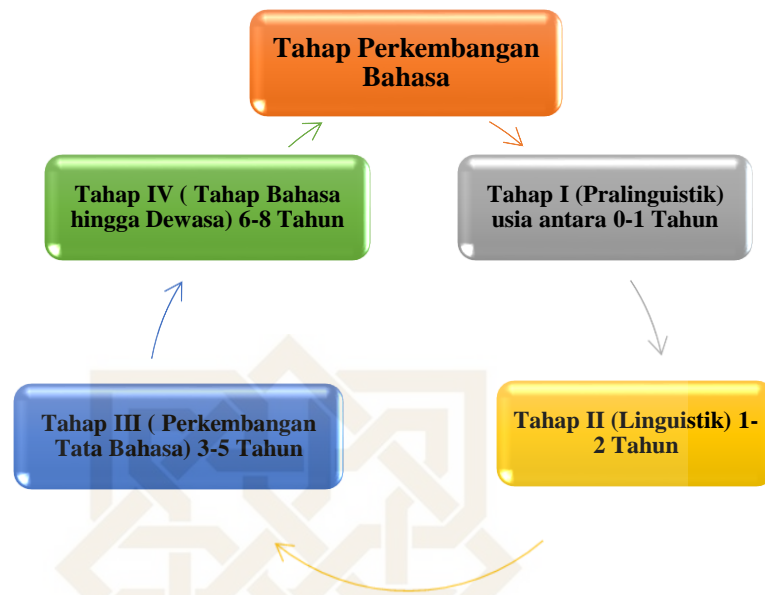 Tahap Perkembangan
Bahasa
Tahap I (Pralinguistik)
usia antara 0-1 Tahun
Tahap II (Linguistik) 1-
2 Tahun
Tahap III ( Perkembangan
Tata Bahasa) 3-5 Tahun
Tahap IV ( Tahap Bahasa
hingga Dewasa) 6-8 Tahun